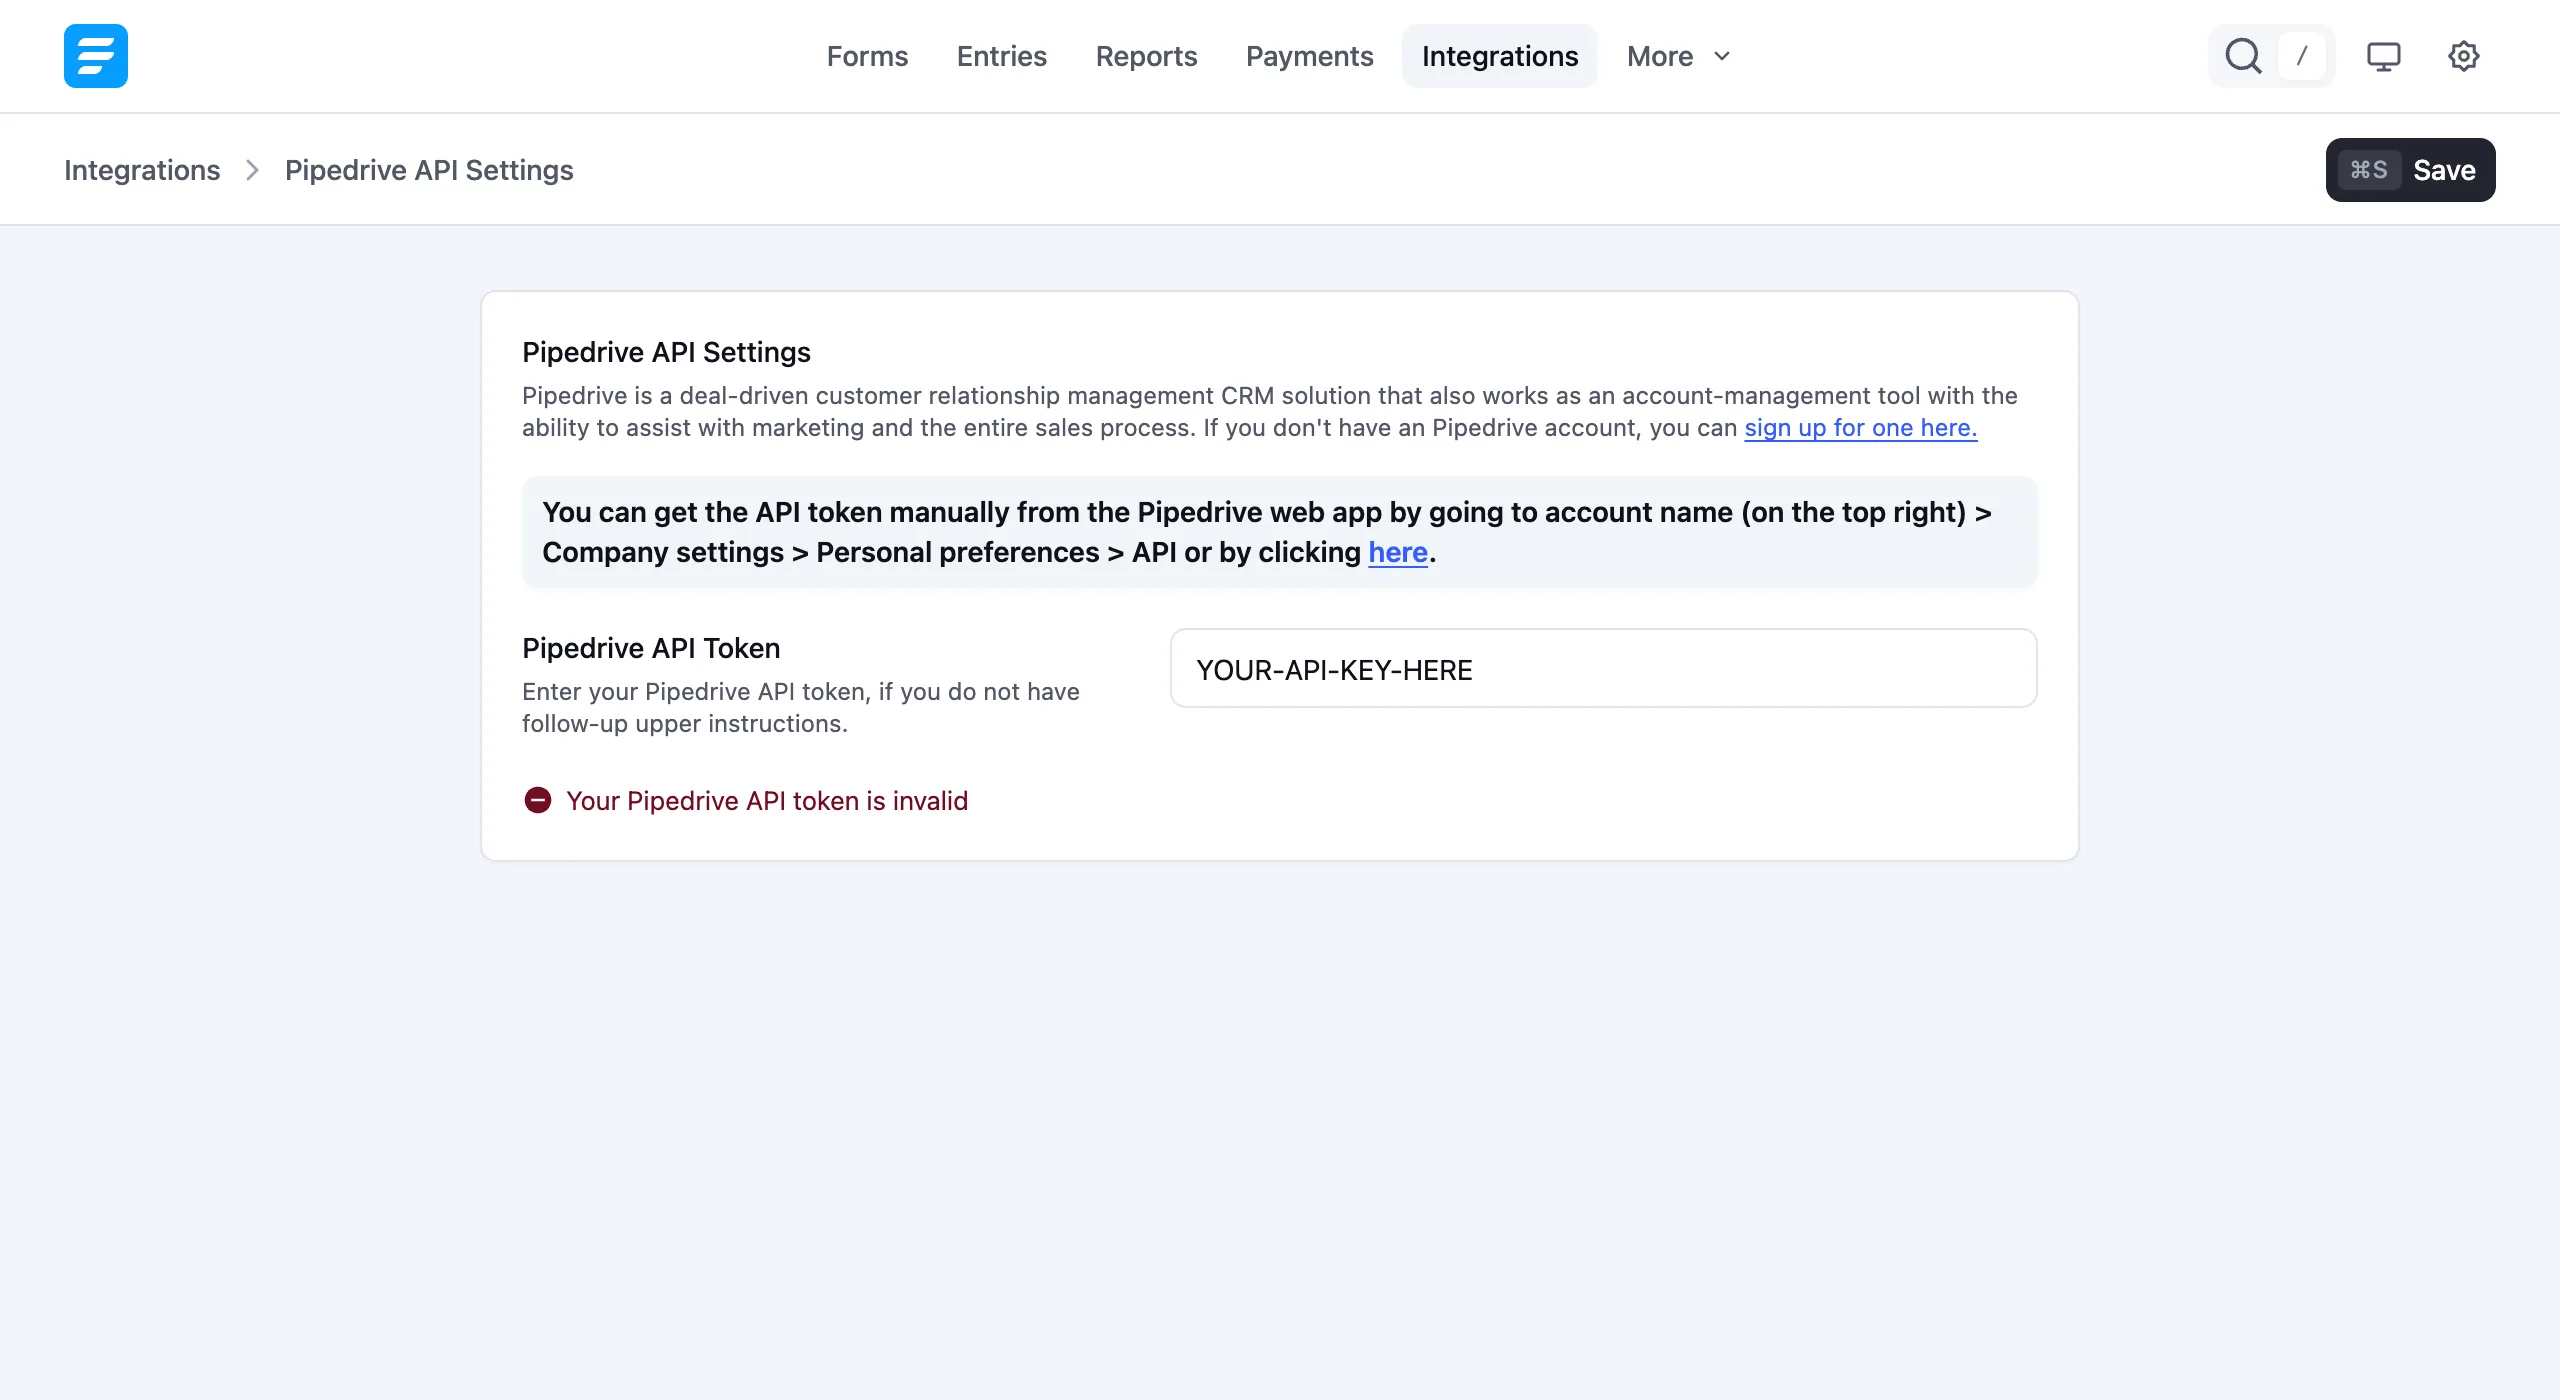 Forms Entries Reports Payments Integrations More
/
Integrations > Pipedrive API Settings
⌘S Save
Pipedrive API Settings
Pipedrive is a deal-driven customer relationship management CRM solution that also works as an account-management tool with the
ability to assist with marketing and the entire sales process. If you don't have an Pipedrive account, you can sign up for one here.
You can get the API token manually from the Pipedrive web app by going to account name (on the top right) >
Company settings > Personal preferences > API or by clicking here.
Pipedrive API Token
YOUR-API-KEY-HERE
Enter your Pipedrive API token, if you do not have
follow-up upper instructions.
Your Pipedrive API token is invalid